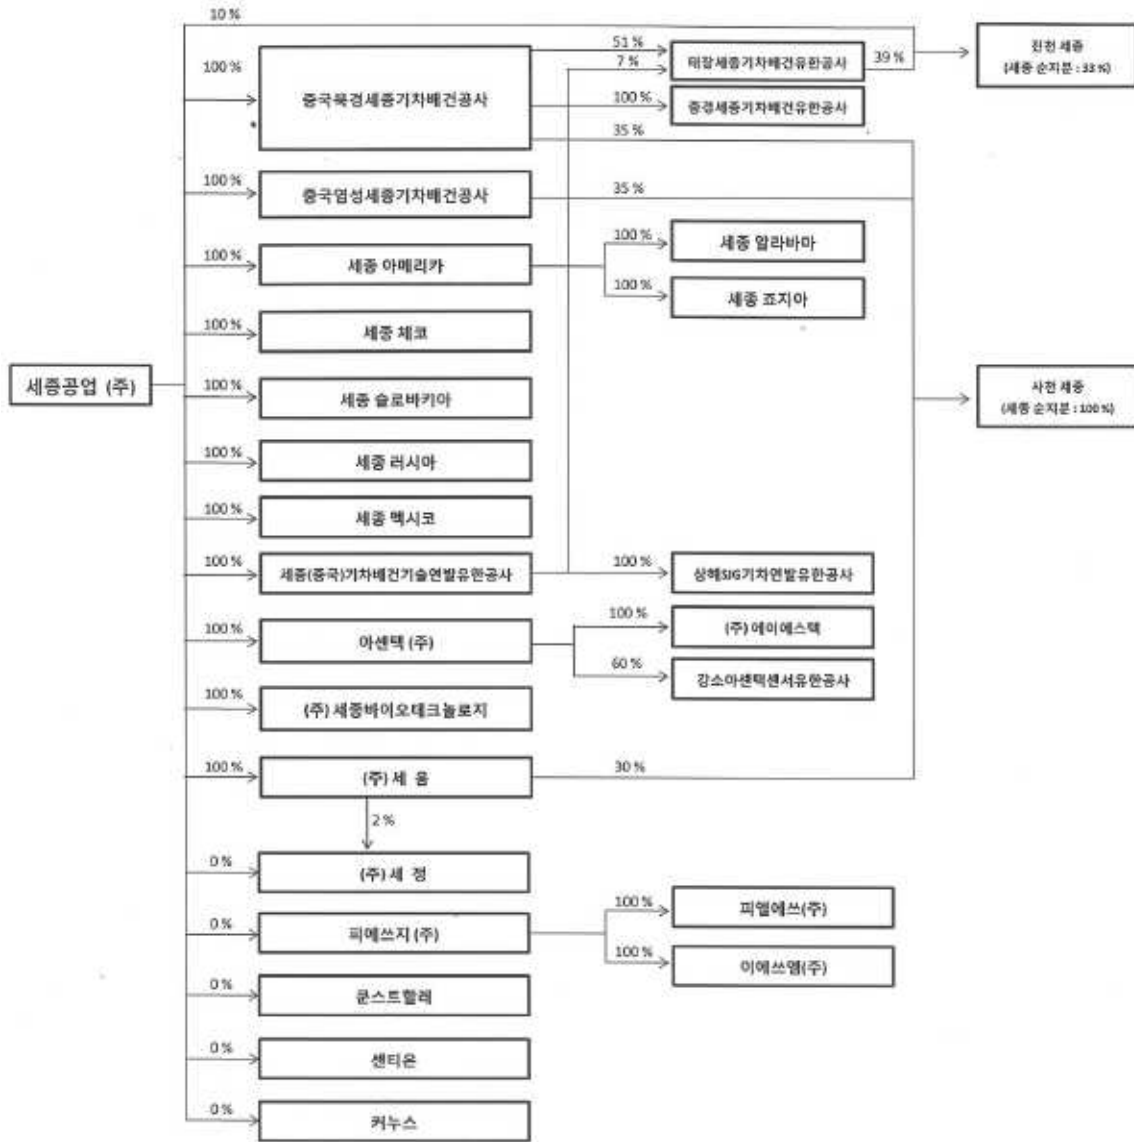 10 %
진천 세종
(세종 순지분 : 33 %)
100 %
중국북경세종기차배건공사
51 %
7 %
태창세종기차배건유한공사
39 %
100 %
중경세종기차배건유한공사
35 %
100 %
중국염성세종기차배건공사
35 %
100 %
세종 아메리카
100 %
세종 알라바마
100 %
세종 죠지아
100 %
세종 체코
세종공업 (주)
100 %
세종 슬로바키아
사천 세종
(세종 순지분 : 100 %)
100 %
세종 러시아
100 %
세종 멕시코
100 %
세종(중국)기차배건기술연발유한공사
100 %
상해SJG기차연발유한공사
100 %
아센텍 (주)
100 %
(주) 에이에스텍
60 %
강소아센텍센서유한공사
100 %
(주) 세종바이오테크놀로지
100 %
(주) 세 움
30 %
2 %
0 %
(주) 세 정
0 %
피에쓰지 (주)
100 %
피엘에쓰(주)
100 %
이에쓰엠(주)
0 %
쿤스트할레
0 %
센티온
0 %
커누스